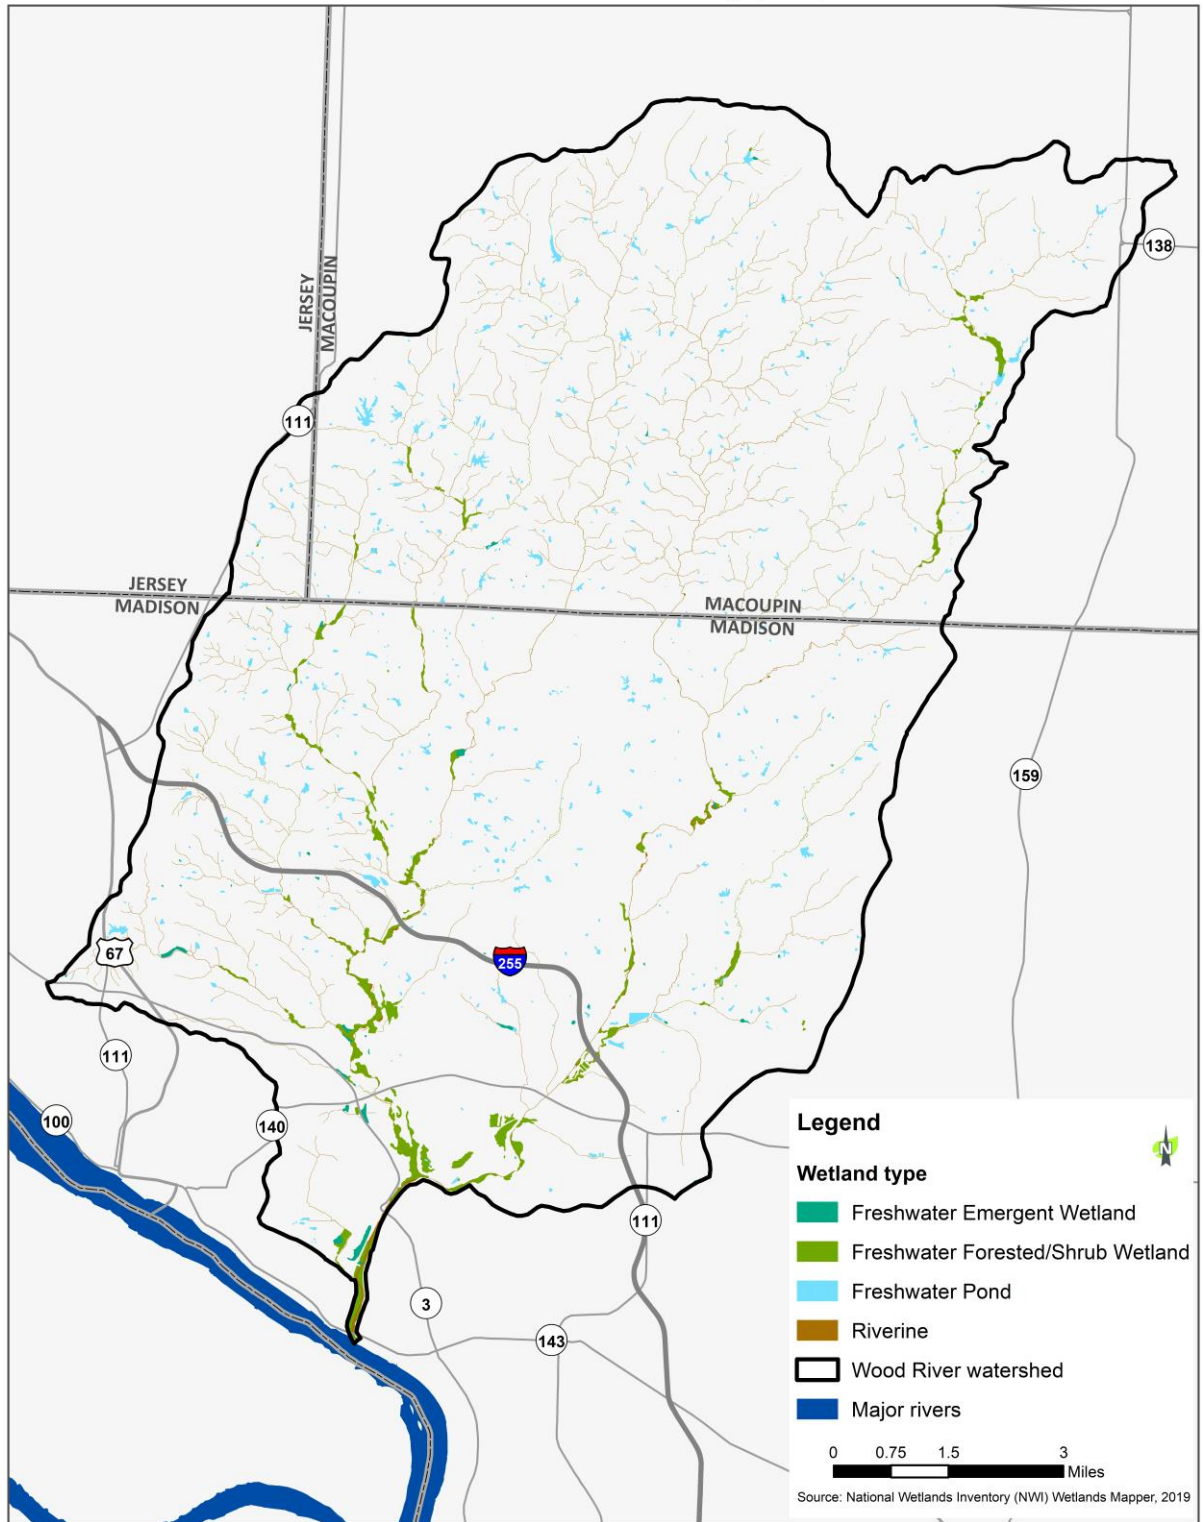 138
JERSEY
MACOUPIN
111
JERSEY
MADISON
MACOUPIN
MADISON
159
67
255
111
100
140
111
3
143
Legend
N
Wetland type
Freshwater Emergent Wetland
Freshwater Forested/Shrub Wetland
Freshwater Pond
Riverine
Wood River watershed
Major rivers
0 0.75 1.5 3
Miles
Source: National Wetlands Inventory (NWI) Wetlands Mapper, 2019